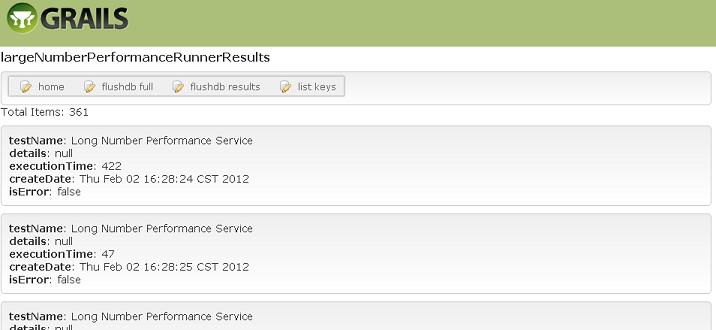 GRAILS
largeNumberPerformanceRunnerResults
home flushdb full flushdb results list keys
Total Items: 361
testName: Long Number Performance Service
details: null
executionTime: 422
createDate: Thu Feb 02 16:28:24 CST 2012
isError: false
testName: Long Number Performance Service
details: null
executionTime: 47
createDate: Thu Feb 02 16:28:25 CST 2012
isError: false
testName: Long Number Performance Service
details: null